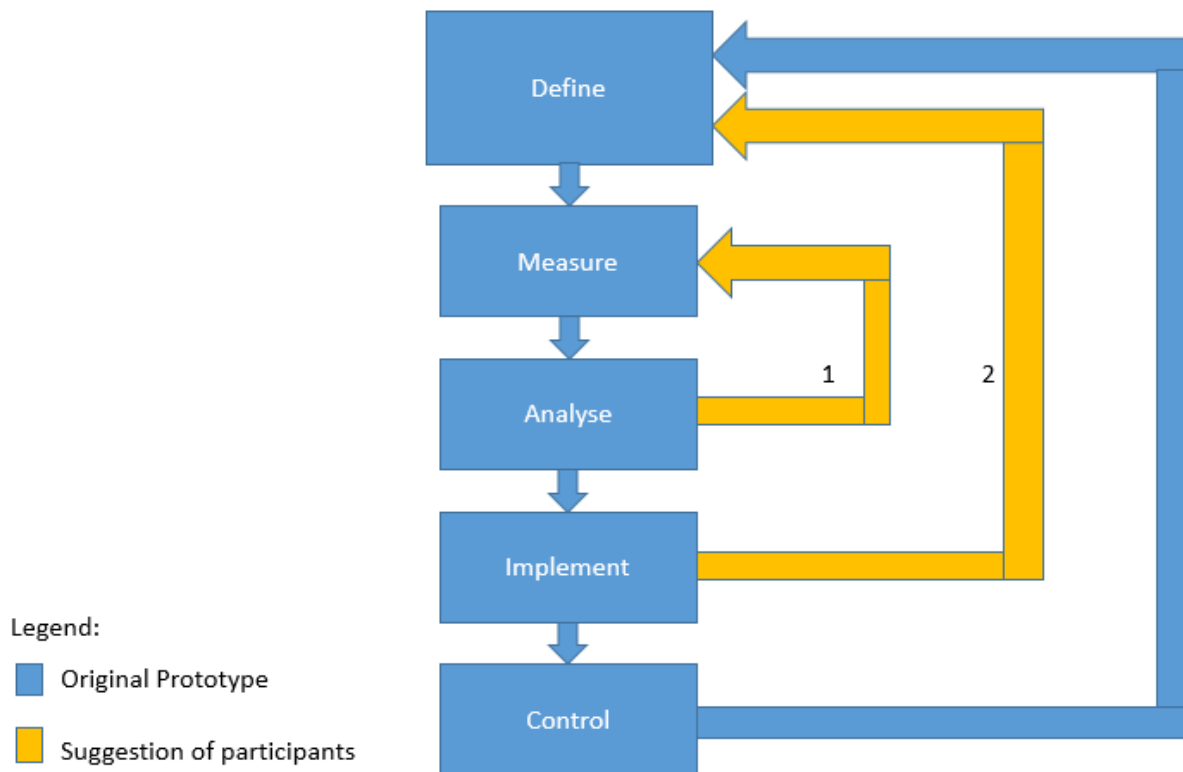 Define
Measure
1
2
Analyse
Implement
Legend:
Original Prototype
Control
Suggestion of participants